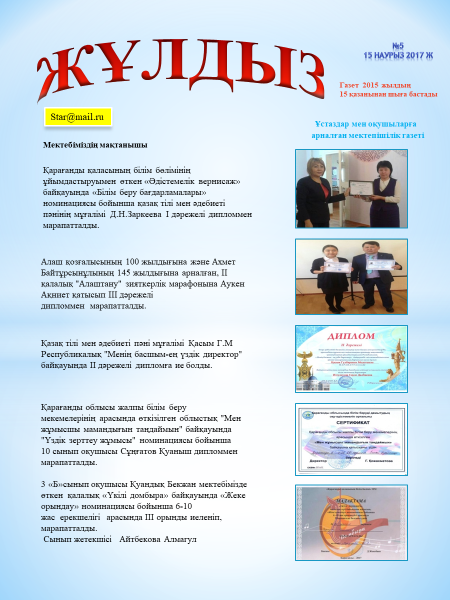 ЖҰЛДЫЗ
№5
15 НАУРЫЗ 2017 Ж
Газет 2015 жылдың
15 қазанынан шыға бастады
Star@mail.ru
Ұстаздар мен оқушыларға
арналған мектепішілік газеті
Мектебіміздің мақтанышы
Қарағанды қаласының білім бөлімінің
ұйымдастыруымен өткен «Әдістемелік вернисаж»
байқауында «Білім беру бағдарламалары»
номинациясы бойынша қазақ тілі мен әдебиеті
пәнінің мұғалімі Д.Н.Заркеева I дәрежелі дипломмен
марапатталды.
Алаш қозғалысының 100 жылдығына және Ахмет
Байтұрсынұлының 145 жылдығына арналған, II
қалалық "Алаштану" зияткерлік марафонына Аукен
Ақниет қатысып III дәрежелі
дипломмен марапатталды.
Қазақ тілі мен әдебиеті пәні мұғалімі Қасым Г.М
Республикалық "Менің басшым-ең үздік директор"
байқауында II дәрежелі дипломға ие болды.
Қарағанды облысы жалпы білім беру
мекемелерінің арасында өткізілген облыстық "Мен
жұмысшы мамандығын таңдаймын" байқауында
"Үздік зерттеу жұмысы" номинациясы бойынша
10 сынып оқушысы Сұңғатов Қуаныш дипломмен
марапатталды.
3 «Б»сынып оқушысы Қуандық Бекжан мектебімізде
өткен қалалық «Үкілі домбыра» байқауында «Жеке
орындау» номинациясы бойынша 6-10
жас ерекшелігі арасында III орынды иеленіп,
марапатталды.
Сынып жетекшісі Айтбекова Алмагул
ДИПЛОМ
СЕРТИФИКАТ